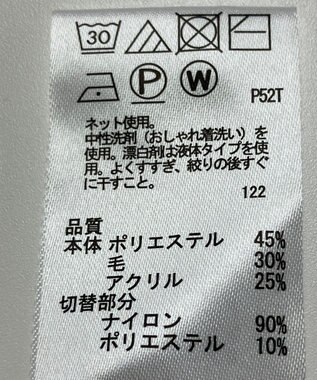 30
P W P52T
ネット使用。
中性洗剤（おしゃれ着洗い）を
使用。漂白剤は液体タイプを使
用。よくすすぎ、絞りの後すぐ
に干すこと。
122
品質
本体 ポリエステル 45%
毛 30%
アクリル 25%
切替部分
ナイロン 90%
ポリエステル 10%